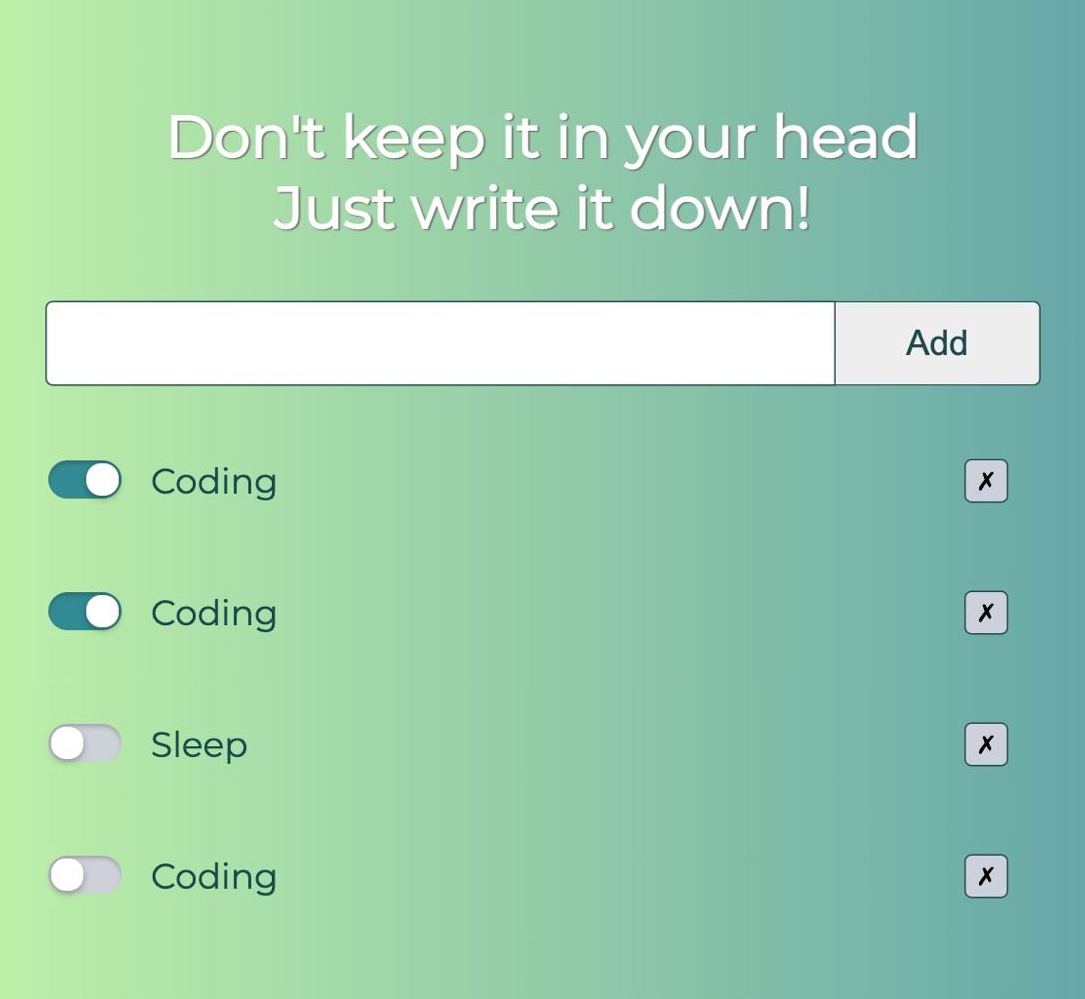 Don't keep it in your head
Just write it down!
Add
Coding
✗
Coding
✗
Sleep
✗
Coding
✗